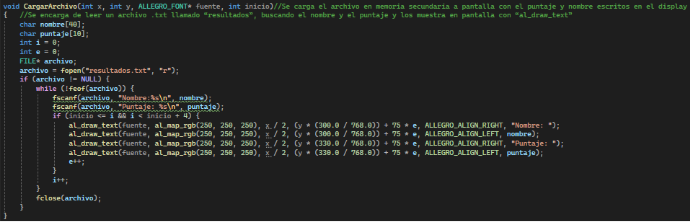 void CargarArchivo(int x, int y, ALLEGRO_FONT* fuente, int inicio)//Se carga el archivo en memoria secundaria a pantalla con el puntaje y nombre escritos en el display
{ //Se encarga de leer un archivo .txt llamado "resultados", buscando el nombre y el puntaje y los muestra en pantalla con "al_draw_text"
char nombre[40];
char puntaje[10];
int i = 0;
int e = 0;
FILE* archivo;
archivo = fopen("resultados.txt", "r");
if (archivo != NULL) {
while (!feof(archivo)) {
fscanf(archivo, "Nombre:%s\n", nombre);
fscanf(archivo, "Puntaje: %s\n", puntaje);
if (inicio <= i && i < inicio + 4) {
al_draw_text(fuente, al_map_rgb(250, 250, 250), x / 2, (y * (300.0 / 768.0)) + 75 * e, ALLEGRO_ALIGN_RIGHT, "Nombre: ");
al_draw_text(fuente, al_map_rgb(250, 250, 250), x / 2, (y * (300.0 / 768.0)) + 75 * e, ALLEGRO_ALIGN_LEFT, nombre);
al_draw_text(fuente, al_map_rgb(250, 250, 250), x / 2, (y * (330.0 / 768.0)) + 75 * e, ALLEGRO_ALIGN_RIGHT, "Puntaje: ");
al_draw_text(fuente, al_map_rgb(250, 250, 250), x / 2, (y * (330.0 / 768.0)) + 75 * e, ALLEGRO_ALIGN_LEFT, puntaje);
e++;
}
i++;
}
fclose(archivo);
}
}